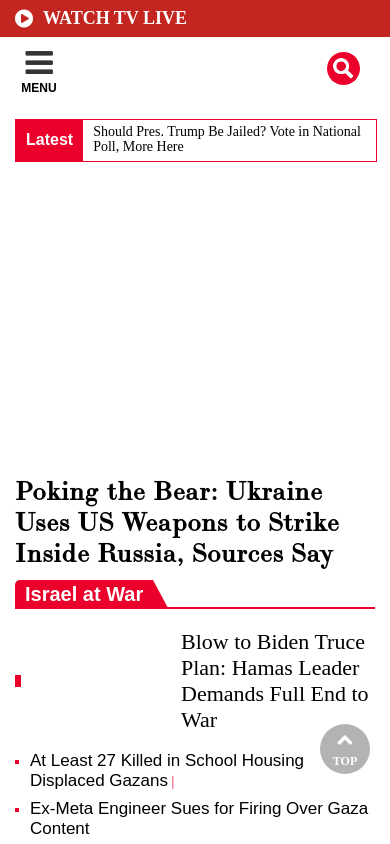 WATCH TV LIVE
MENU
Latest
Should Pres. Trump Be Jailed? Vote in National
Poll, More Here
Poking the Bear: Ukraine
Uses US Weapons to Strike
Inside Russia, Sources Say
Israel at War
Blow to Biden Truce
Plan: Hamas Leader
Demands Full End to
War
TOP
At Least 27 Killed in School Housing
Displaced Gazans |
Ex-Meta Engineer Sues for Firing Over Gaza
Content